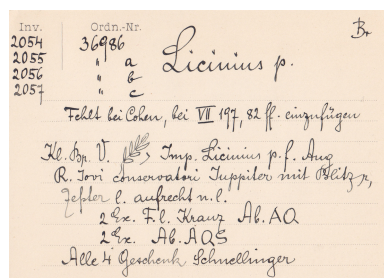 Inv. Ordn.-Nr. Br
2054 36986 Licinius p.
2055 " a
2056 " b
2057 " c
Fehlt bei Cohen, bei VII 197, 82 ff. einzufügen
Kl. Br. V. Imp. Licinius p. f. Aug
R. Iovi conservatori Iuppiter mit Blitz r,
Zepter l. aufrecht n. l.
2 Ex. F. l. Kranz Ab. AQ
2 Ex. Ab. AQS
Alle 4 Geschenk Schnellinger